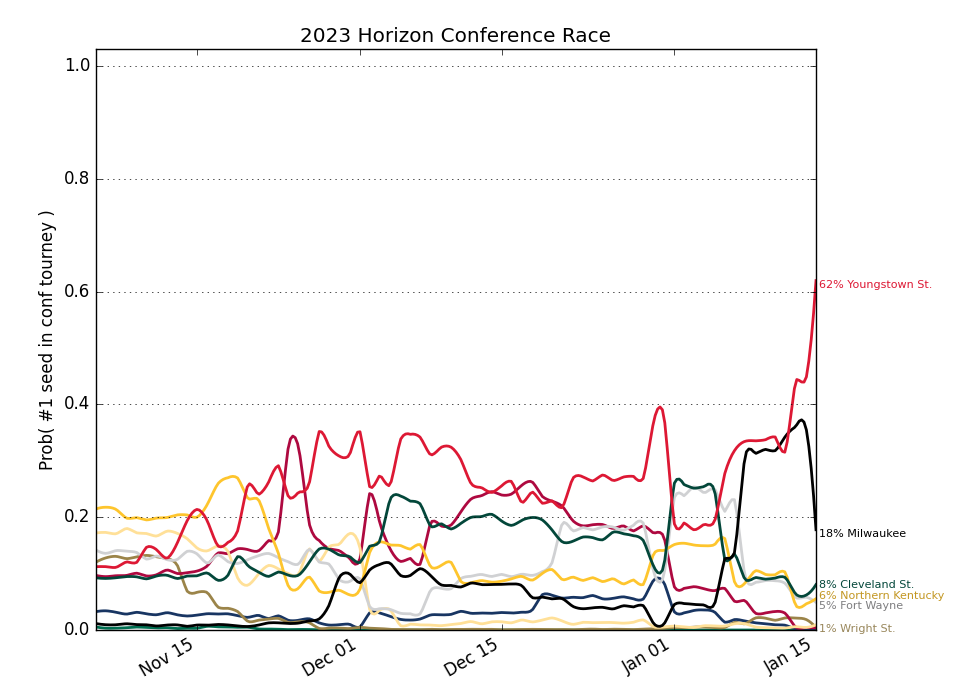 2023 Horizon Conference Race
Prob( #1 seed in conf tourney )
1.0
0.8
0.6
0.4
0.2
0.0
Nov 15
Dec 01
Dec 15
Jan 01
Jan 15
62% Youngstown St.
18% Milwaukee
8% Cleveland St.
6% Northern Kentucky
5% Fort Wayne
1% Wright St.